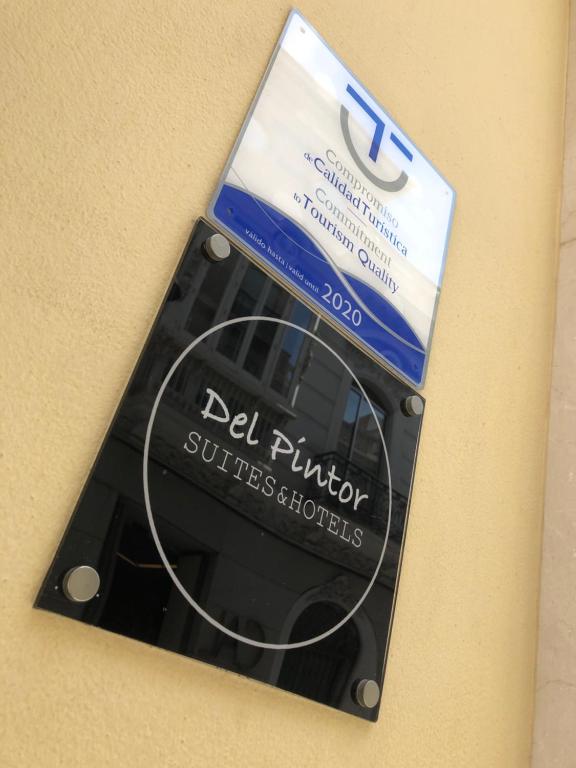 Compromiso
de Calidad Turística
Commitment
to Tourism Quality
válido hasta | valid until 2020
Del Pintor
SUITES&HOTELS